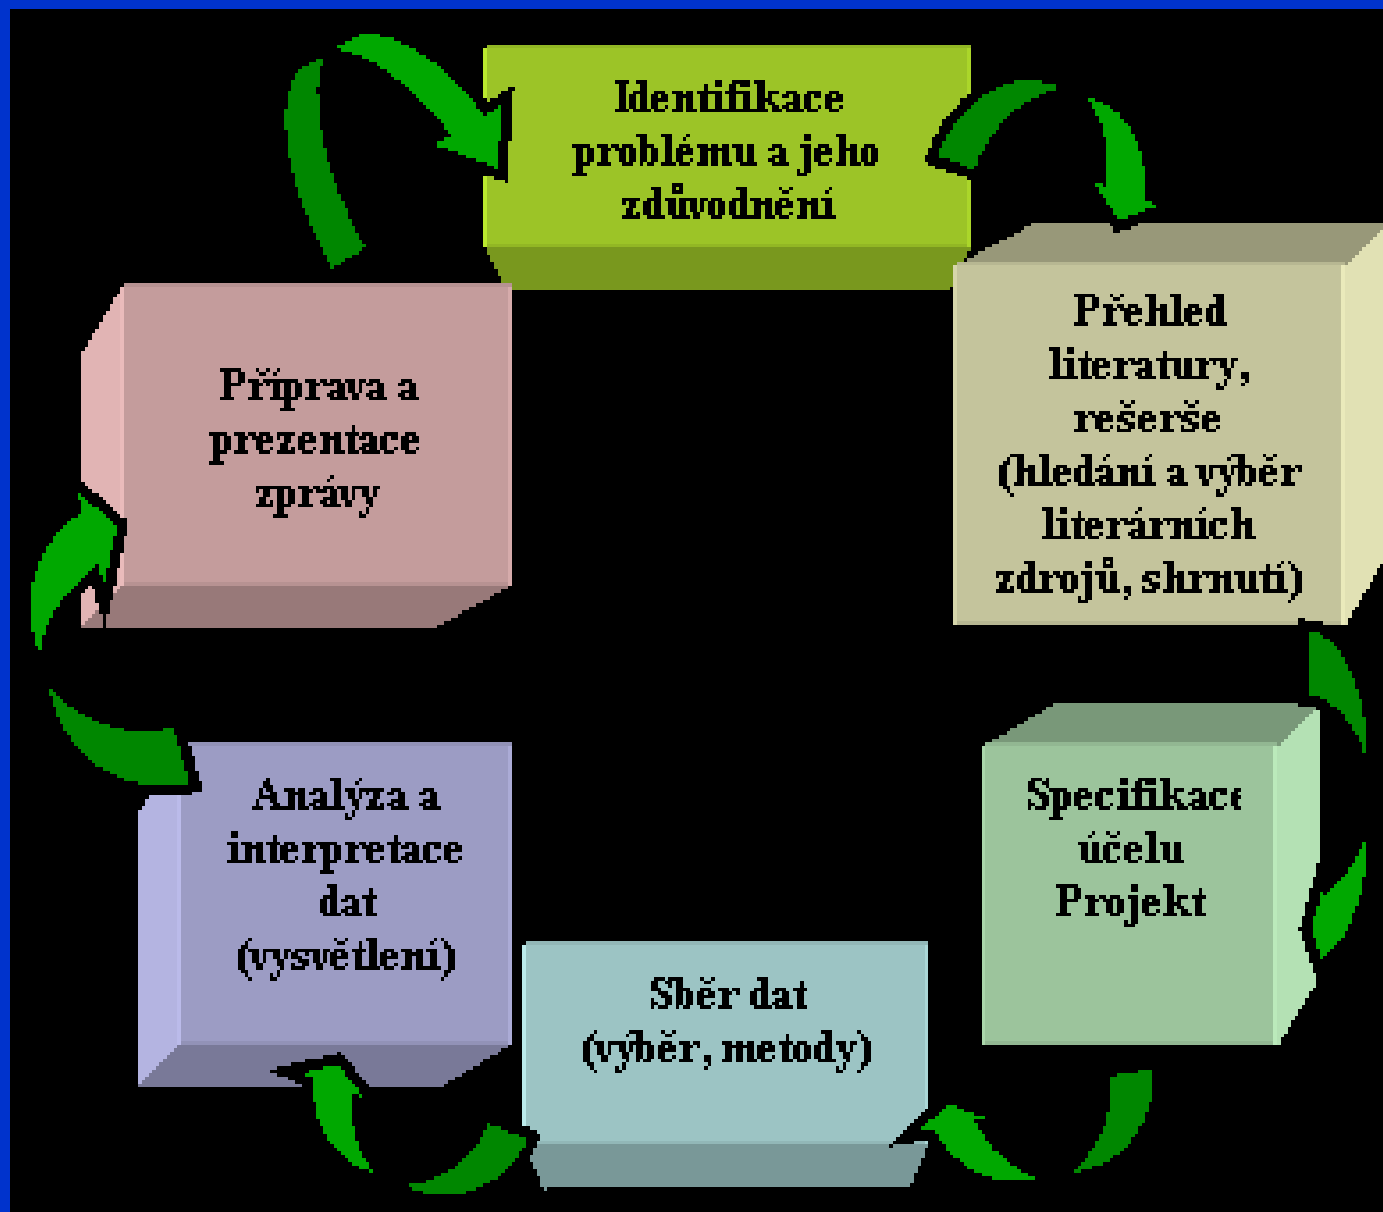 Identifikace
problému a jeho
zdůvodnění
Přehled
literatury,
rešerše
(hledání a výběr
literárních
zdrojů, shrnutí)
Specifikace
účelu
Projekt
Sběr dat
(výběr, metody)
Analýza a
interpretace
dat
(vysvětlení)
Příprava a
prezentace
zprávy